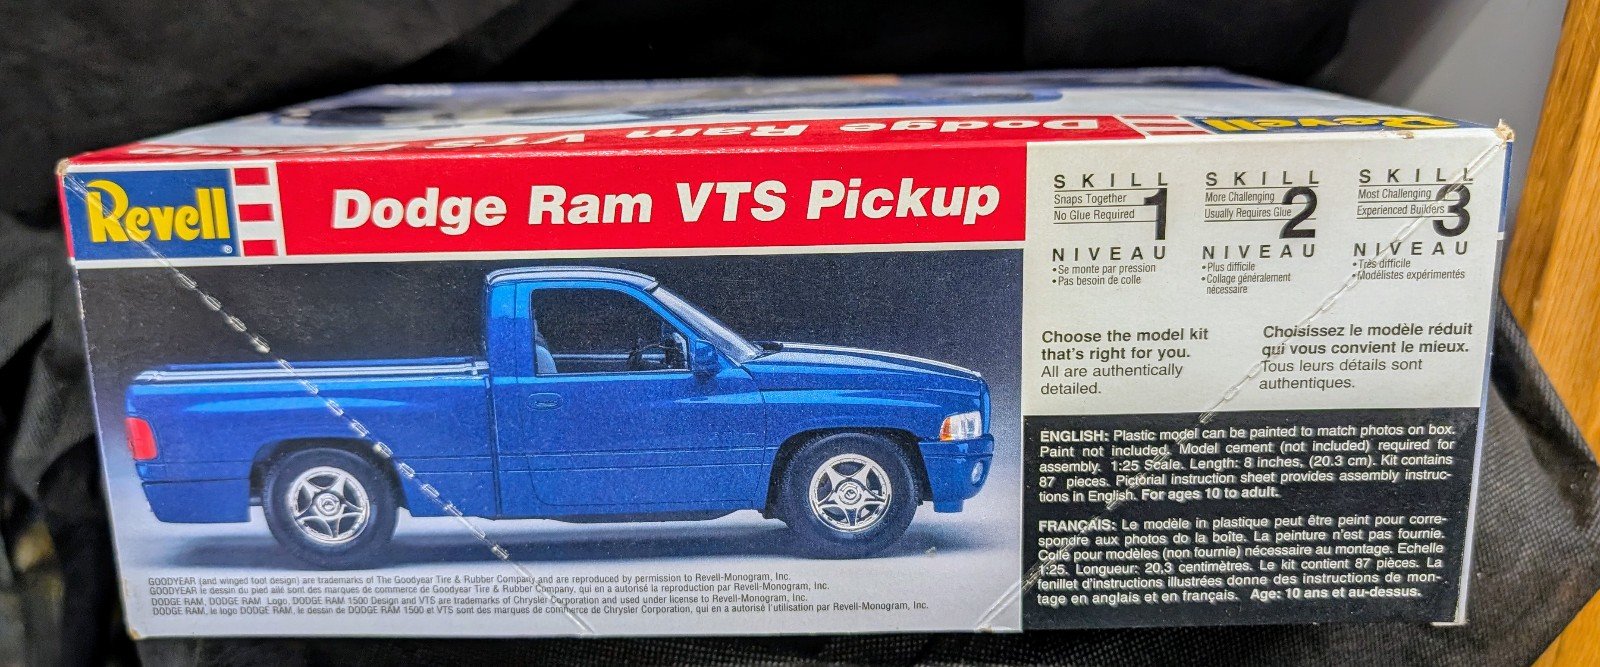 Dodge Ram VTS Pickup
Revell
Revell®
Dodge Ram VTS Pickup
SKILL 1
Snaps Together
No Glue Required
NIVEAU
•Se monte par pression
•Pas besoin de colle
SKILL 2
More Challenging
Usually Requires Glue
NIVEAU
•Plus difficile
•Collage généralement
nécessaire
SKILL 3
Most Challenging
Experienced Builders
NIVEAU
•Très difficile
•Modélistes expérimentés
Choose the model kit
that's right for you.
All are authentically
detailed.
Choisissez le modèle réduit
qui vous convient le mieux.
Tous leurs détails sont
authentiques.
ENGLISH: Plastic model can be painted to match photos on box.
Paint not included. Model cement (not included) required for
assembly. 1:25 Scale. Length: 8 inches, (20.3 cm). Kit contains
87 pieces. Pictorial instruction sheet provides assembly instruc-
tions in English. For ages 10 to adult.
FRANÇAIS: Le modèle in plastique peut être peint pour corre-
spondre aux photos do la boîte. La peinture n'est pas fournie.
Colle pour modèles (non fournie) nécessaire au montage. Echelle
1:25. Longueur: 20,3 centimètres. Le kit contient 87 pièces. La
fenillet d'instructions illustrées donne des instructions de mon-
tage en anglais et en français. Age: 10 ans et au-dessus.
GOODYEAR (and winged foot design) are trademarks of The Goodyear Tire & Rubber Company and are reproduced by permission to Revell-Monogram, Inc.
GOODYEAR le dessin du pied ailé sont des marques de commerce de Goodyear Tire & Rubber Company, qui en a autorisé la reproduction par Revell-Monogram, Inc.
DODGE RAM, DODGE RAM Logo, DODGE RAM 1500 Design and VTS are trademarks of Chrysler Corporation and used under license to Revell-Monogram, Inc.
DODGE RAM, le logo DODGE RAM, le dessin de DODGE RAM 1500 et VTS sont des marques de commerce de Chrysler Corporation, qui en a autorisé l'utilisation par Revell-Monogram, Inc.